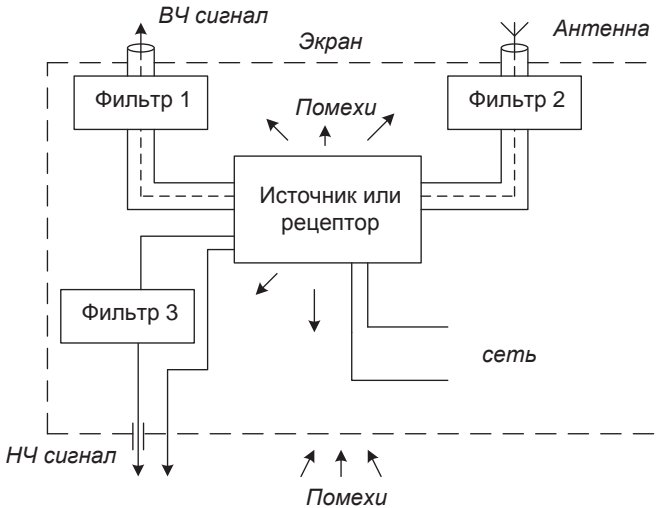 ВЧ сигнал
Экран
Антенна
Фильтр 1
Помехи
Фильтр 2
Источник или
рецептор
Фильтр 3
сеть
НЧ сигнал
Помехи